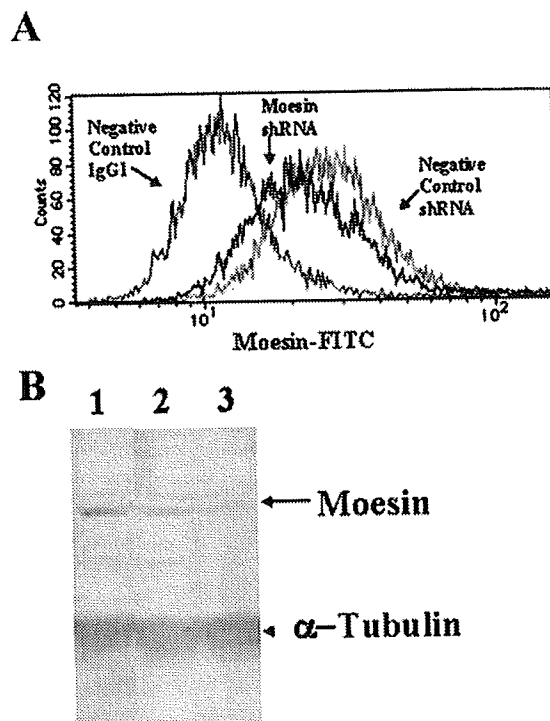 A
120
100
80
60
40
20
0
Counts
Negative
Control
IgG1
Moesin
shRNA
Negative
Control
shRNA
10¹
10²
Moesin-FITC
B
1 2 3
Moesin
α–Tubulin